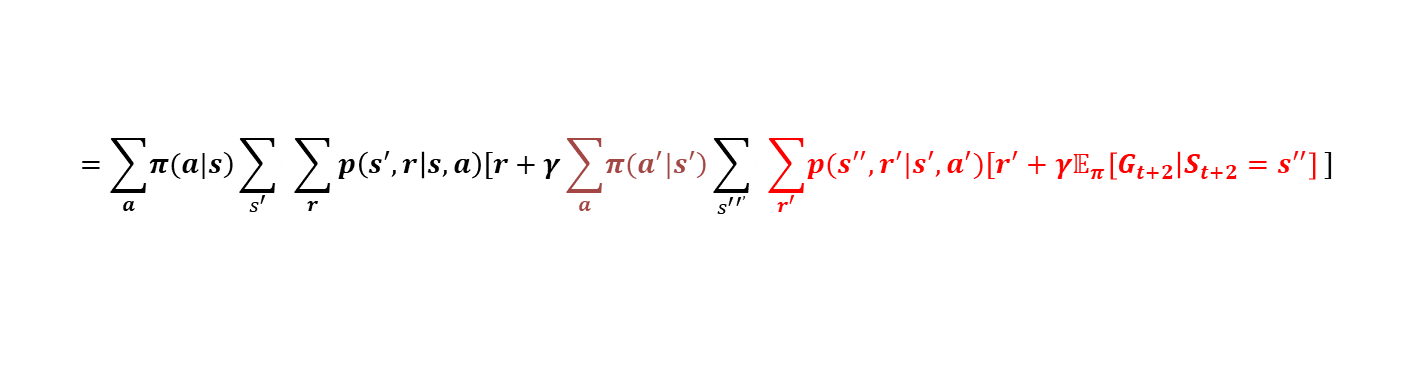 = ∑_a π(a|s) ∑_{s′} ∑_r p(s′, r|s, a)[r + γ ∑_a π(a′|s′) ∑_{s′′’} ∑_{r′} p(s′′, r′|s′, a′)[r′ + γ𝔼_π[G_{t+2}|S_{t+2} = s′′] ]